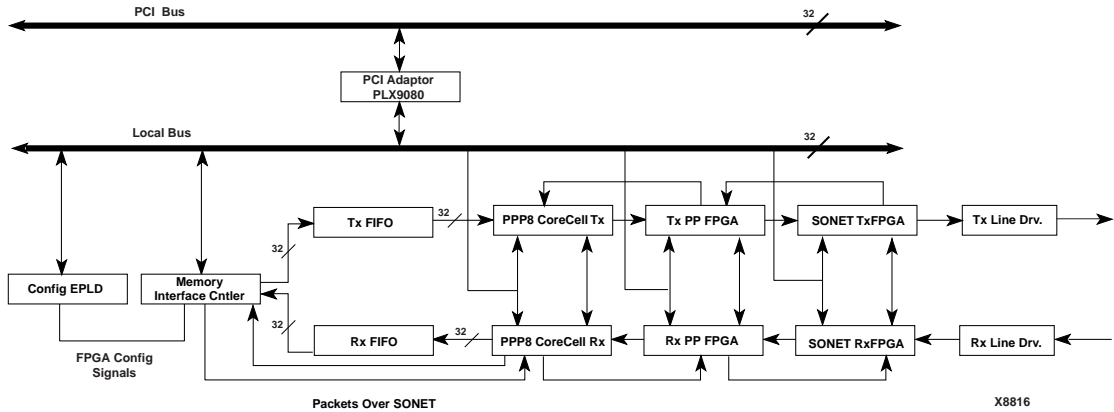 PCI Bus
32
PCI Adaptor
PLX9080
Local Bus
32
Tx FIFO
32
PPP8 CoreCell Tx
Tx PP FPGA
SONET TxFPGA
Tx Line Drv.
32
Config EPLD
Memory
Interface Cntler
32
Rx FIFO
32
PPP8 CoreCell Rx
Rx PP FPGA
SONET RxFPGA
Rx Line Drv.
FPGA Config
Signals
Packets Over SONET
X8816